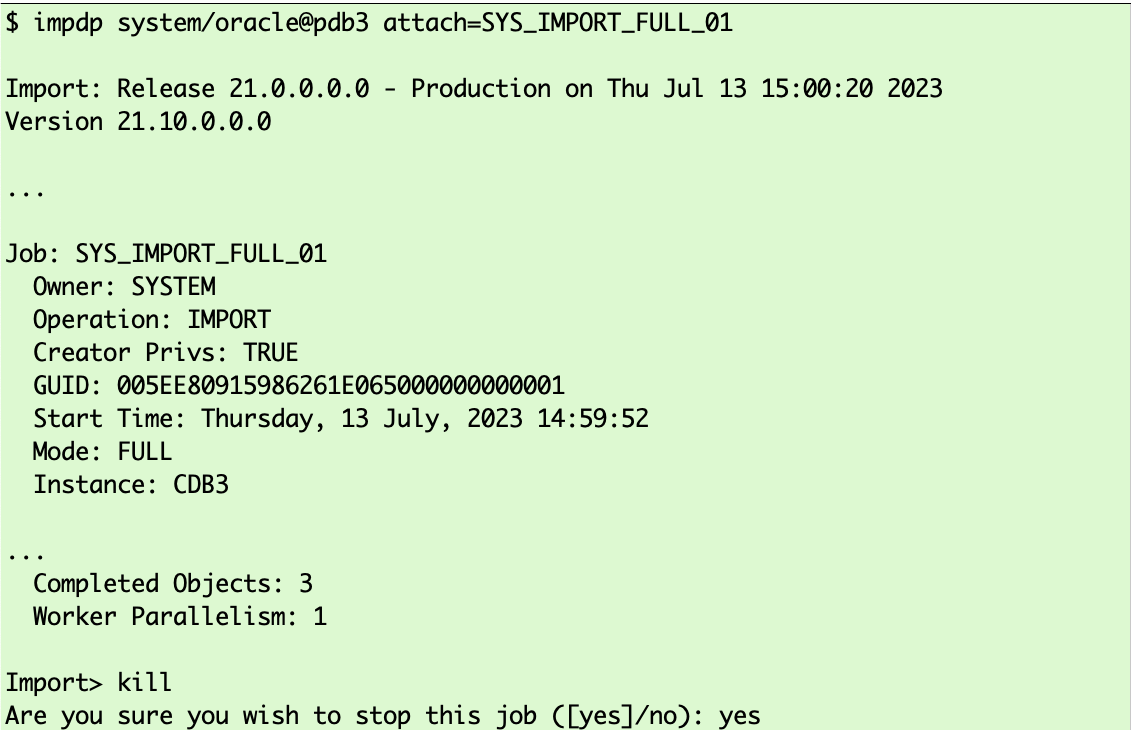 $ impdp system/oracle@pdb3 attach=SYS_IMPORT_FULL_01
Import: Release 21.0.0.0.0 - Production on Thu Jul 13 15:00:20 2023
Version 21.10.0.0.0
...
Job: SYS_IMPORT_FULL_01
Owner: SYSTEM
Operation: IMPORT
Creator Privs: TRUE
GUID: 005EE80915986261E065000000000001
Start Time: Thursday, 13 July, 2023 14:59:52
Mode: FULL
Instance: CDB3
...
Completed Objects: 3
Worker Parallelism: 1
Import> kill
Are you sure you wish to stop this job ([yes]/no): yes